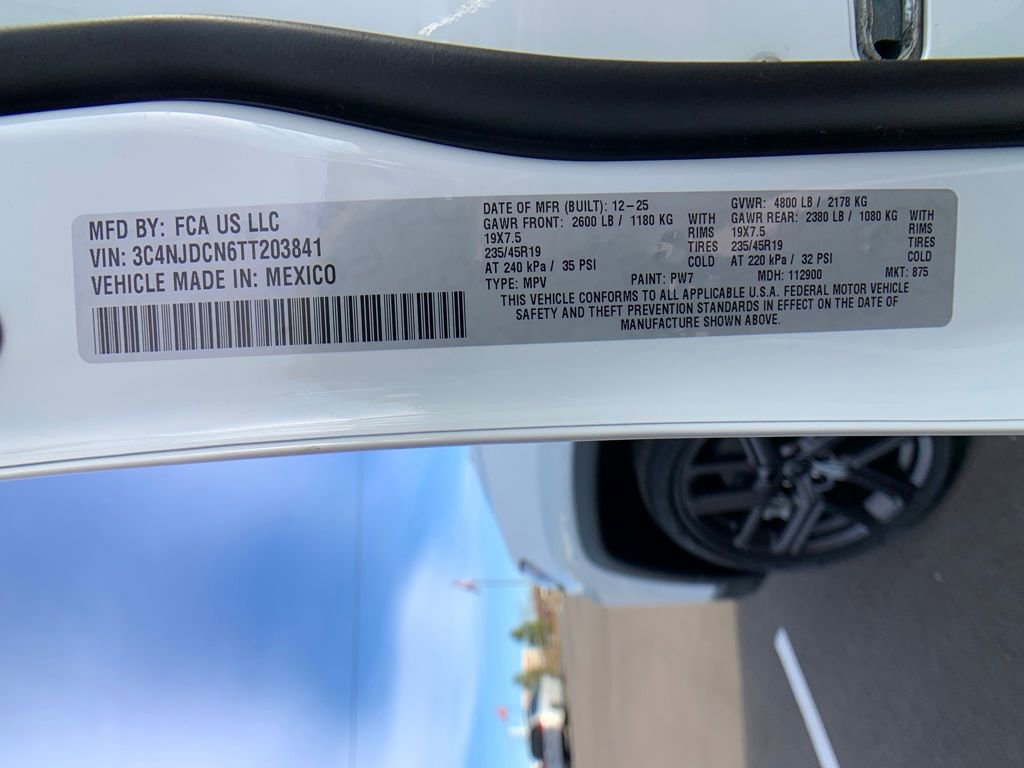 MFD BY: FCA US LLC
VIN: 3C4NJDCN6TT203841
VEHICLE MADE IN: MEXICO
DATE OF MFR (BUILT): 12-25 GVWR: 4800 LB / 2178 KG
GAWR FRONT: 2600 LB / 1180 KG WITH GAWR REAR: 2380 LB / 1080 KG WITH
19X7.5 RIMS 19X7.5 RIMS
235/45R19 TIRES 235/45R19 TIRES
AT 240 kPa / 35 PSI COLD AT 220 kPa / 32 PSI COLD
TYPE: MPV PAINT: PW7 MDH: 112900 MKT: 875
THIS VEHICLE CONFORMS TO ALL APPLICABLE U.S.A. FEDERAL MOTOR VEHICLE
SAFETY AND THEFT PREVENTION STANDARDS IN EFFECT ON THE DATE OF
MANUFACTURE SHOWN ABOVE.